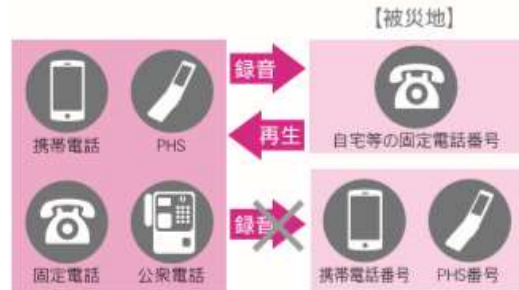 【被災地】
録音
携帯電話
PHS
再生
自宅等の固定電話番号
固定電話
公衆電話
録音
携帯電話番号
PHS番号